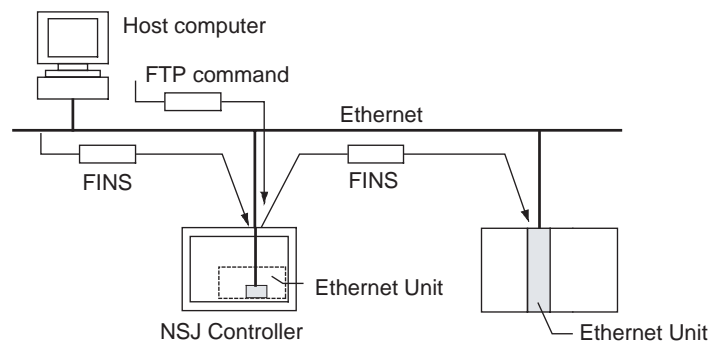 Host computer
FTP command
Ethernet
FINS
FINS
Ethernet Unit
NSJ Controller
Ethernet Unit